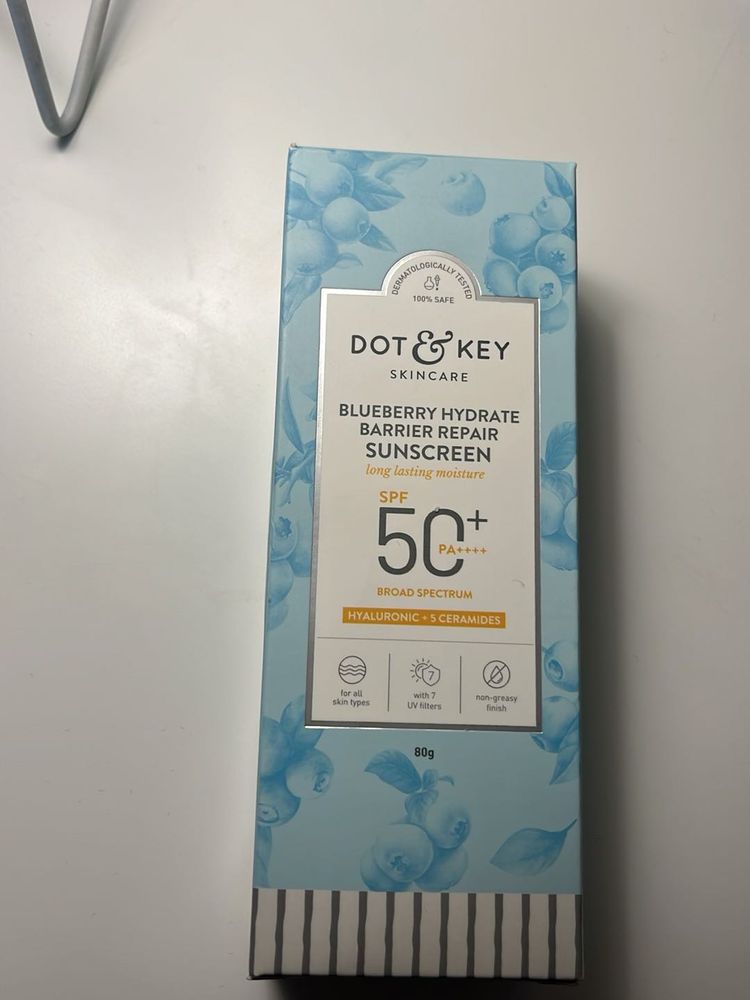 DERMATOLOGICALLY TESTED
100% SAFE
DOT & KEY
SKINCARE
BLUEBERRY HYDRATE
BARRIER REPAIR
SUNSCREEN
long lasting moisture
SPF
50+
PA++++
BROAD SPECTRUM
HYALURONIC + 5 CERAMIDES
for all
skin types
7
with 7
UV filters
non-greasy
finish
80g